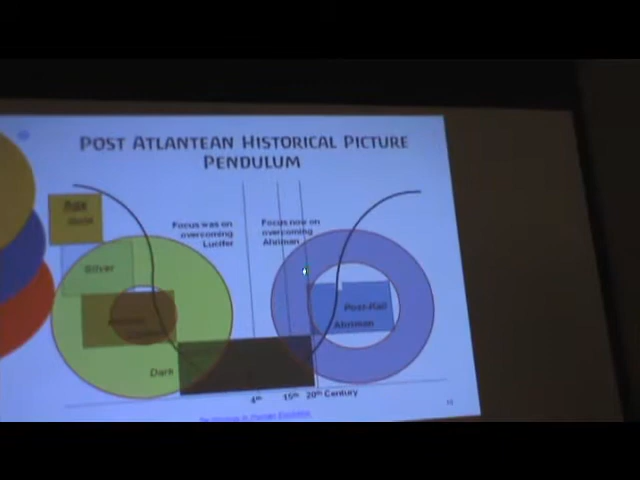 POST ATLANTEAN HISTORICAL PICTURE
PENDULUM
Focus was on
overcoming
Lucifer
Focus now on
overcoming
Ahriman
Silver
Post-Kali
Ahriman
Dark
4th
15th
20th Century